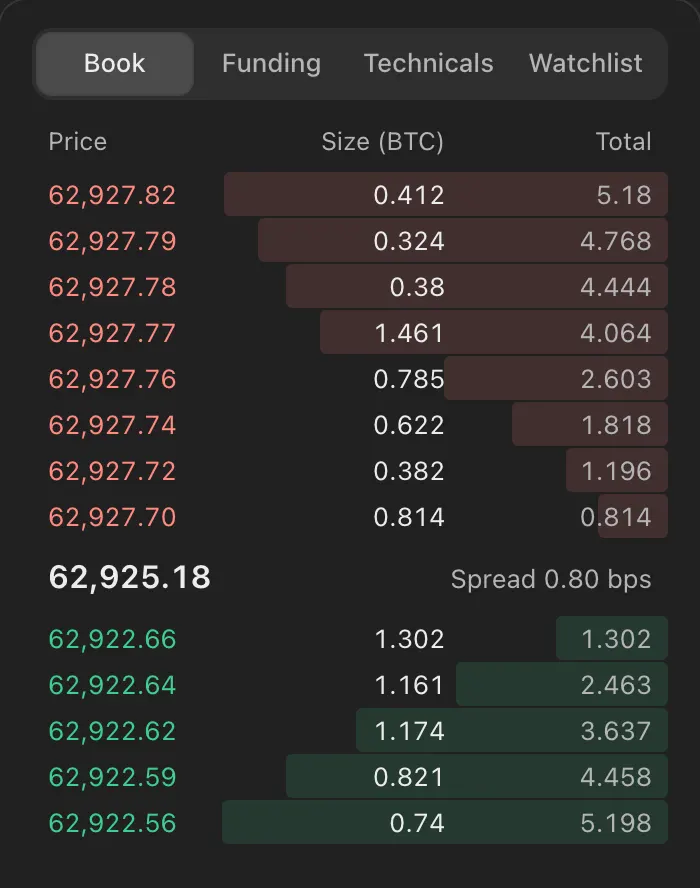 Book Funding Technicals Watchlist
Price Size (BTC) Total
62,927.82 0.412 5.18
62,927.79 0.324 4.768
62,927.78 0.38 4.444
62,927.77 1.461 4.064
62,927.76 0.785 2.603
62,927.74 0.622 1.818
62,927.72 0.382 1.196
62,927.70 0.814 0.814
62,925.18 Spread 0.80 bps
62,922.66 1.302 1.302
62,922.64 1.161 2.463
62,922.62 1.174 3.637
62,922.59 0.821 4.458
62,922.56 0.74 5.198